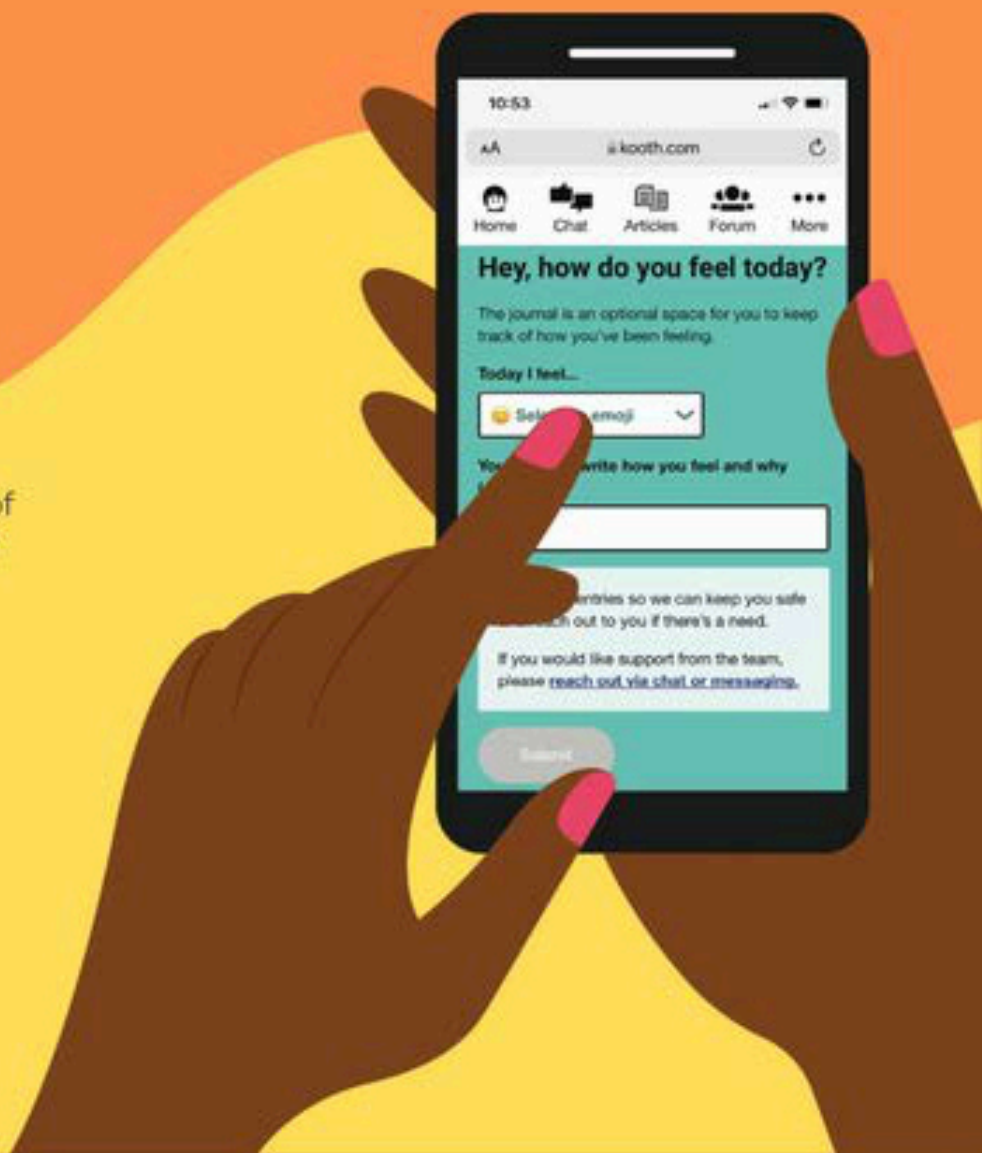 of
10:53
AA kooth.com
Home Chat Articles Forum More
Hey, how do you feel today?
The journal is an optional space for you to keep
track of how you've been feeling.
Today I feel...
emoji
write how you feel and why
entries so we can keep you safe
out to you if there's a need.
If you would like support from the team,
please reach out via chat or messaging.
Submit